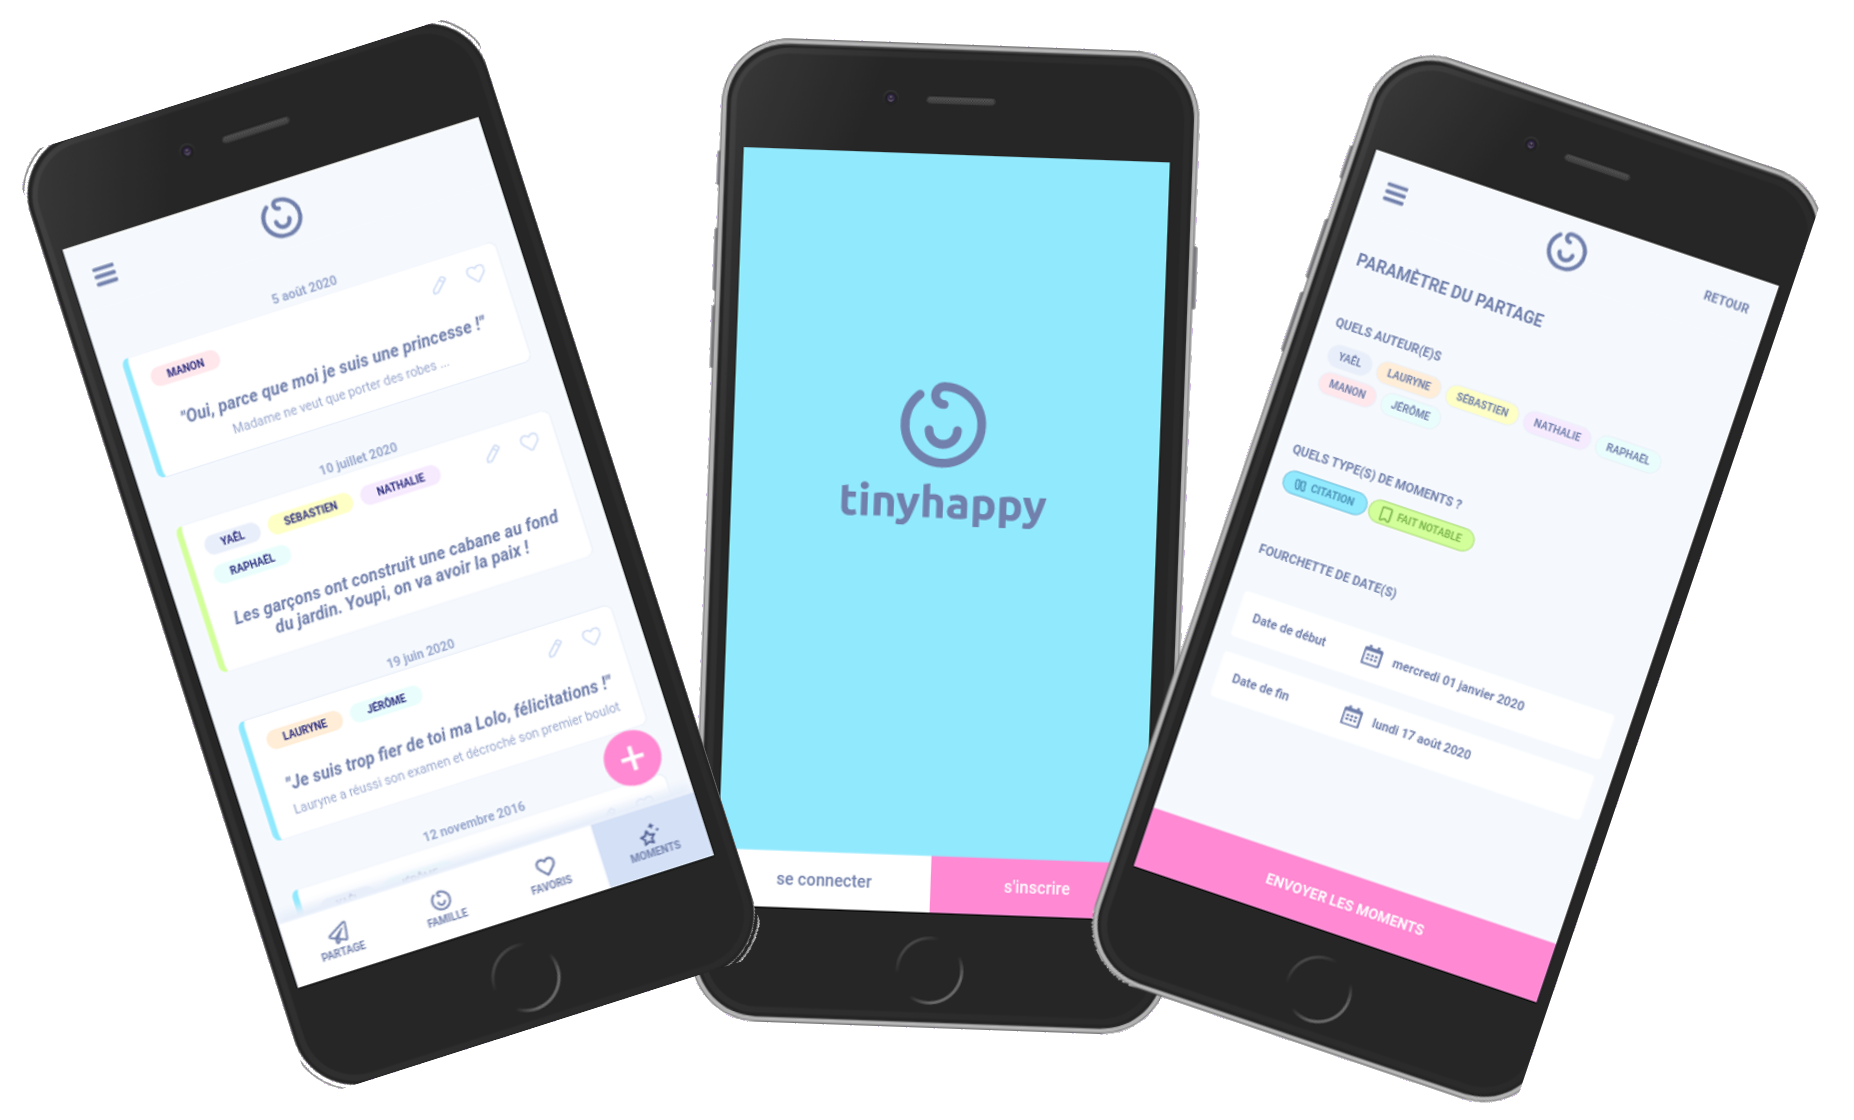 5 août 2020
MANON
"Oui, parce que moi je suis une princesse !"
Madame ne veut que porter des robes ...
10 juillet 2020
YAËL SÉBASTIEN NATHALIE
RAPHAËL
Les garçons ont construit une cabane au fond
du jardin. Youpi, on va avoir la paix !
19 juin 2020
LAURYNE JÉRÔME
"Je suis trop fier de toi ma Lolo, félicitations !"
Lauryne a réussi son examen et décroché son premier boulot
12 novembre 2016
PARTAGE FAMILLE FAVORIS MOMENTS
tinyhappy
se connecter s'inscrire
RETOUR
PARAMÈTRE DU PARTAGE
QUELS AUTEUR(E)S
YAËL LAURYNE SÉBASTIEN NATHALIE RAPHAËL
MANON JÉRÔME
QUELS TYPE(S) DE MOMENTS ?
CITATION FAIT NOTABLE
FOURCHETTE DE DATE(S)
Date de début mercredi 01 janvier 2020
Date de fin lundi 17 août 2020
ENVOYER LES MOMENTS